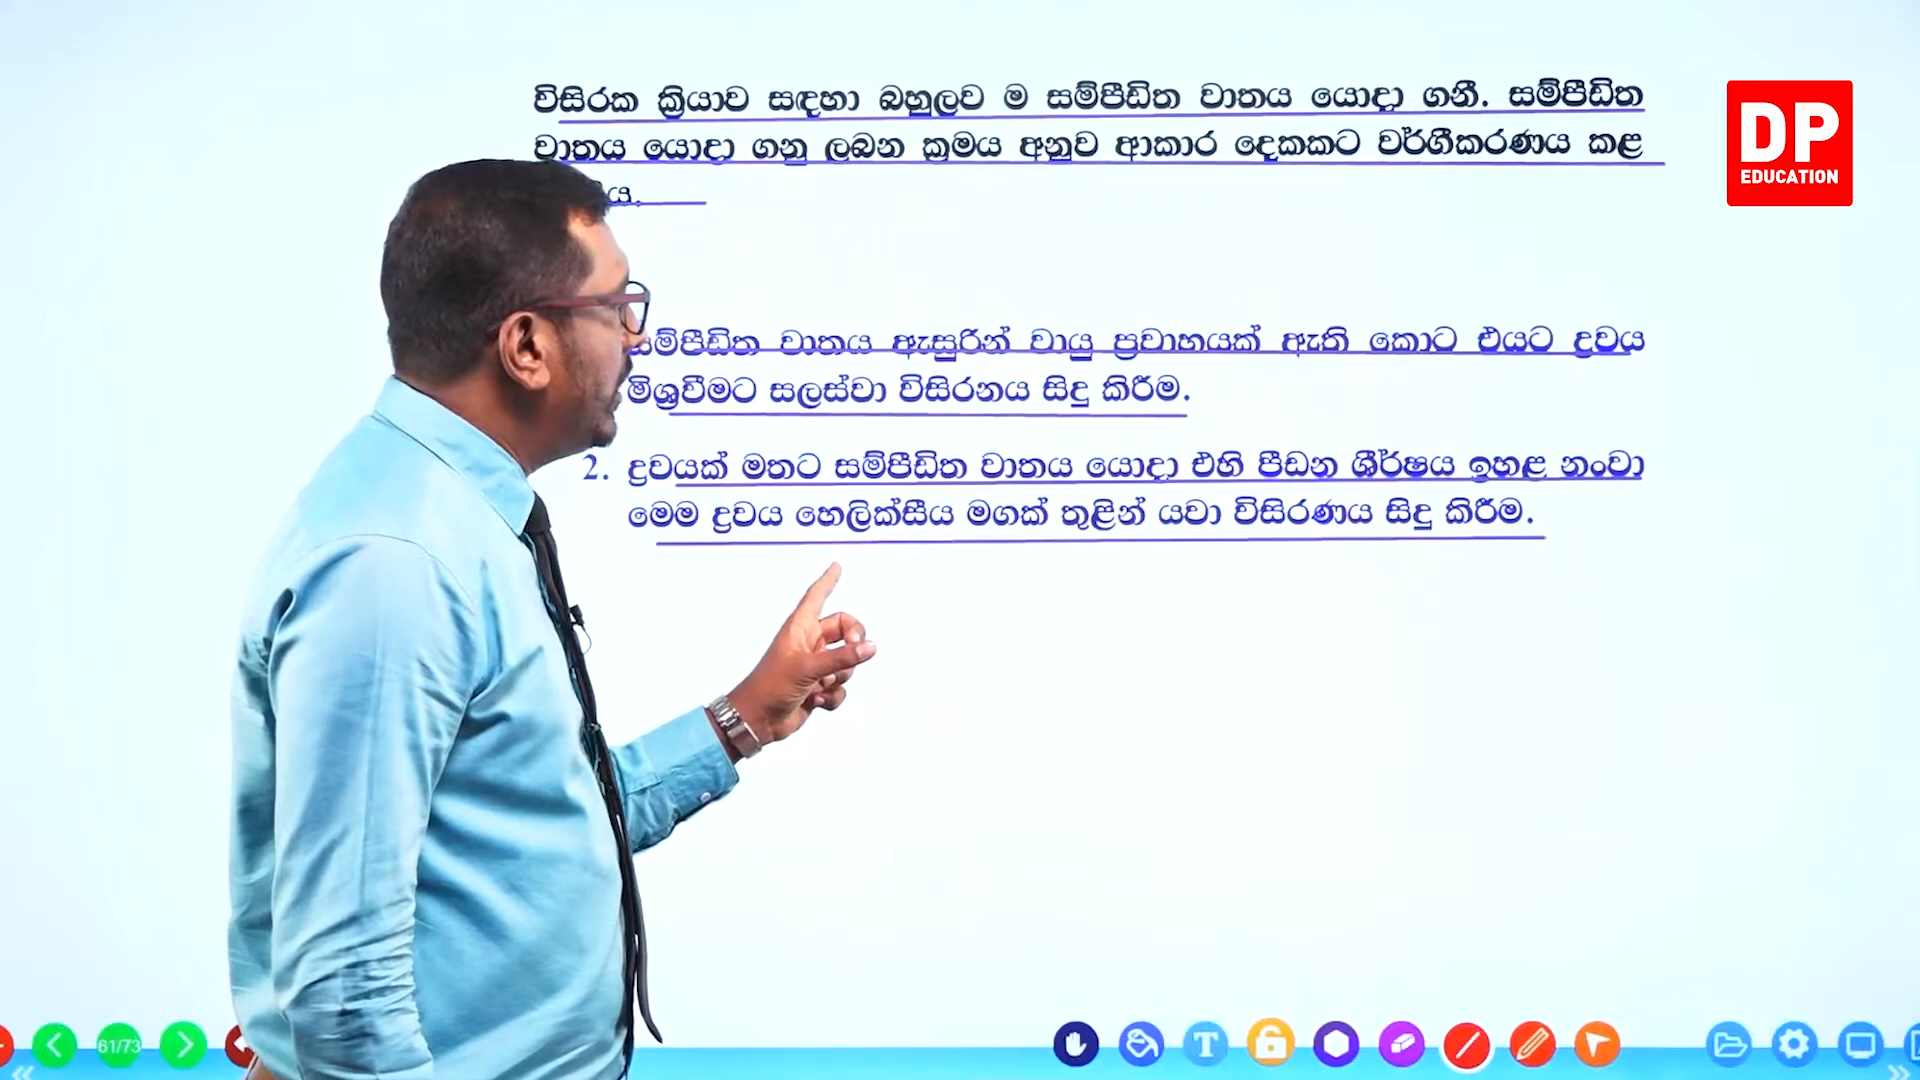 විසිරක ක්‍රියාව සඳහා බහුලව ම සම්පීඩිත වාතය යොදා ගනී. සම්පීඩිත
වාතය යොදා ගනු ලබන ක්‍රමය අනුව ආකාර දෙකකට වර්ගීකරණය කළ
ය.
DP
EDUCATION
සම්පීඩිත වාතය ඇසුරින් වායු ප්‍රවාහයක් ඇති කොට එයට ද්‍රවය
මිශ්‍රවීමට සලස්වා විසිරනය සිදු කිරීම.
2. ද්‍රවයක් මතට සම්පීඩිත වාතය යොදා එහි පීඩන ශීර්ෂය ඉහළ නංවා
මෙම ද්‍රවය හෙලික්සීය මගක් තුළින් යවා විසිරණය සිදු කිරීම.
61/73
T